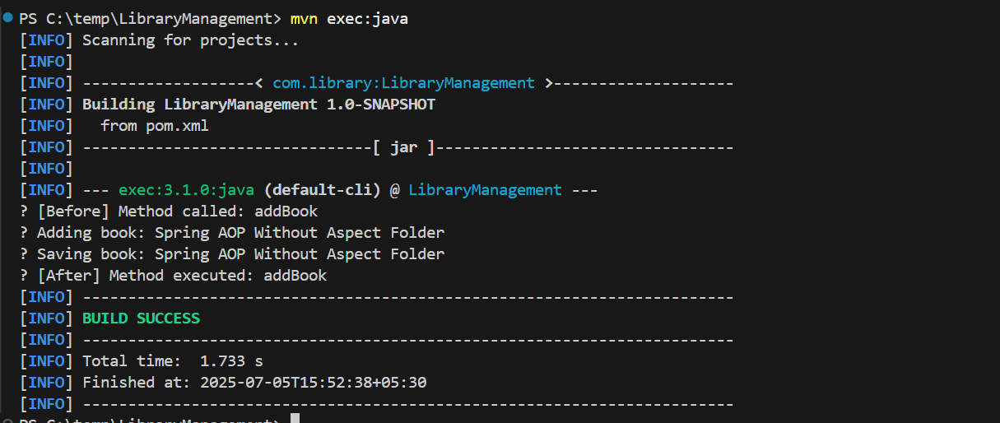 PS C:\temp\LibraryManagement> mvn exec:java
[INFO] Scanning for projects...
[INFO]
[INFO] -------------------< com.library:LibraryManagement >--------------------
[INFO] Building LibraryManagement 1.0-SNAPSHOT
[INFO]   from pom.xml
[INFO] --------------------------------[ jar ]---------------------------------
[INFO]
[INFO] --- exec:3.1.0:java (default-cli) @ LibraryManagement ---
? [Before] Method called: addBook
? Adding book: Spring AOP Without Aspect Folder
? Saving book: Spring AOP Without Aspect Folder
? [After] Method executed: addBook
[INFO] ------------------------------------------------------------------------
[INFO] BUILD SUCCESS
[INFO] ------------------------------------------------------------------------
[INFO] Total time:  1.733 s
[INFO] Finished at: 2025-07-05T15:52:38+05:30
[INFO] ------------------------------------------------------------------------
PS C:\temp\LibraryManagement>